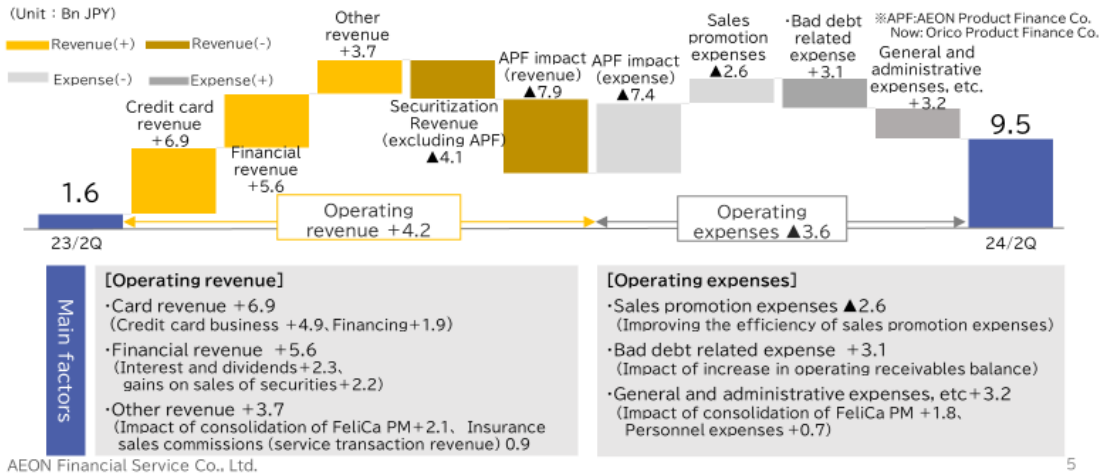 (Unit：Bn JPY)
Revenue(+)
Revenue(-)
Expense(-)
Expense(+)
Other
revenue
+3.7
Sales
promotion
expenses
▲2.6
･Bad debt
related
expense
+3.1
※APF:AEON Product Finance Co.
Now: Orico Product Finance Co.
General and
administrative
expenses, etc.
+3.2
APF impact
(revenue)
▲7.9
APF impact
(expense)
▲7.4
Credit card
revenue
+6.9
Financial
revenue
+5.6
Securitization
Revenue
(excluding APF)
▲4.1
1.6
9.5
Operating
revenue +4.2
Operating
expenses ▲3.6
23/2Q
24/2Q
Main factors
[Operating revenue]
･Card revenue +6.9
(Credit card business +4.9、Financing+1.9)
･Financial revenue +5.6
(Interest and dividends+2.3、
gains on sales of securities+2.2)
･Other revenue +3.7
(Impact of consolidation of FeliCa PM+2.1、 Insurance
sales commissions (service transaction revenue) 0.9
[Operating expenses]
･Sales promotion expenses ▲2.6
(Improving the efficiency of sales promotion expenses)
･Bad debt related expense +3.1
(Impact of increase in operating receivables balance)
･General and administrative expenses, etc+3.2
(Impact of consolidation of FeliCa PM +1.8、
Personnel expenses +0.7)
AEON Financial Service Co., Ltd.
5